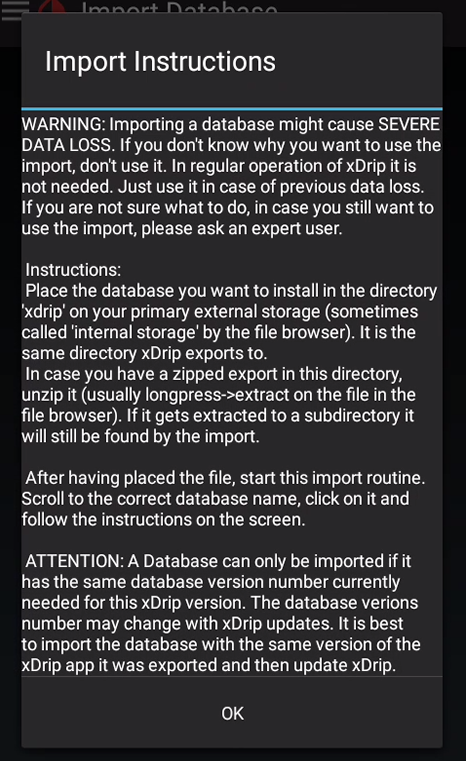 Import Database
Import Instructions
WARNING: Importing a database might cause SEVERE
DATA LOSS. If you don't know why you want to use the
import, don't use it. In regular operation of xDrip it is
not needed. Just use it in case of previous data loss.
If you are not sure what to do, in case you still want to
use the import, please ask an expert user.
Instructions:
Place the database you want to install in the directory
'xdrip' on your primary external storage (sometimes
called 'internal storage' by the file browser). It is the
same directory xDrip exports to.
In case you have a zipped export in this directory,
unzip it (usually longpress->extract on the file in the
file browser). If it gets extracted to a subdirectory it
will still be found by the import.
After having placed the file, start this import routine.
Scroll to the correct database name, click on it and
follow the instructions on the screen.
ATTENTION: A Database can only be imported if it
has the same database version number currently
needed for this xDrip version. The database verions
number may change with xDrip updates. It is best
to import the database with the same version of the
xDrip app it was exported and then update xDrip.
OK